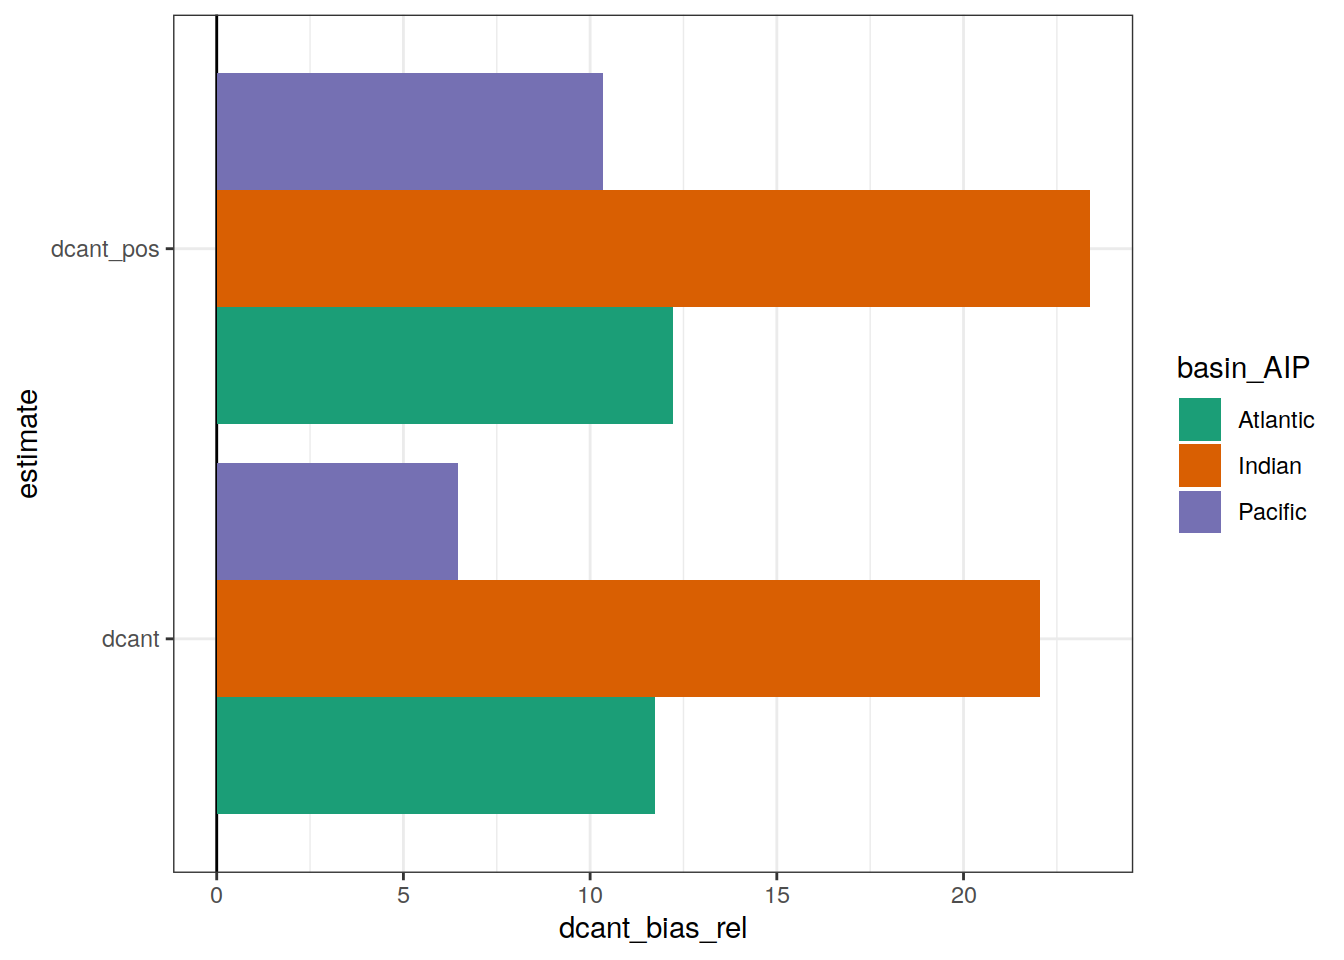 estimate
dcant_pos
dcant
0 5 10 15 20
dcant_bias_rel
basin_AIP
Atlantic
Indian
Pacific